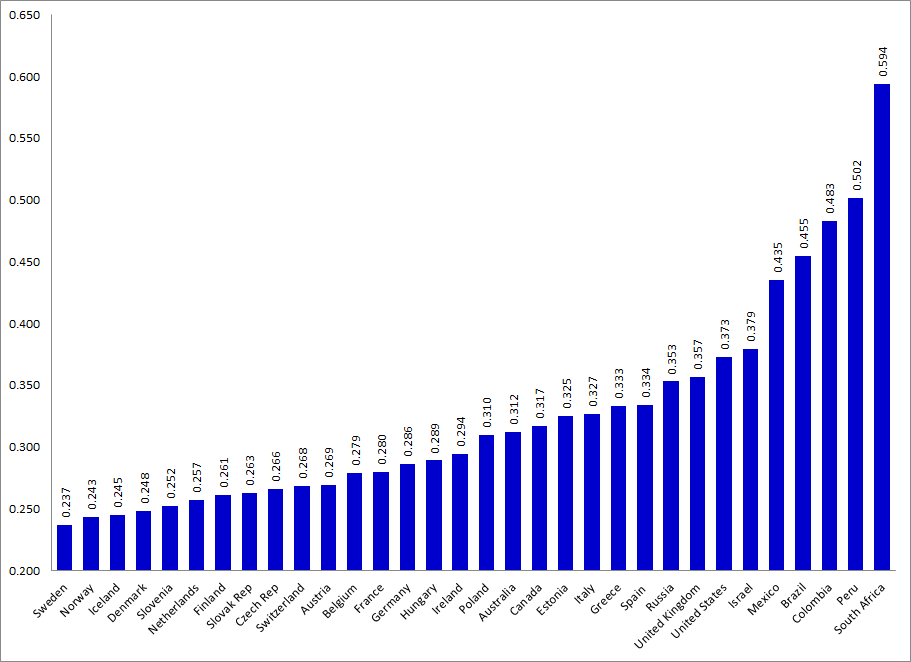 0.650
0.600
0.550
0.500
0.450
0.400
0.350
0.300
0.250
0.200
0.237
0.243
0.245
0.248
0.252
0.257
0.261
0.263
0.266
0.268
0.269
0.279
0.280
0.286
0.289
0.294
0.310
0.312
0.317
0.325
0.327
0.333
0.334
0.353
0.357
0.373
0.379
0.435
0.455
0.483
0.502
0.594
Sweden
Norway
Iceland
Denmark
Slovenia
Netherlands
Finland
Slovak Rep
Czech Rep
Switzerland
Austria
Belgium
France
Germany
Hungary
Ireland
Poland
Australia
Canada
Estonia
Italy
Greece
Spain
Russia
United Kingdom
United States
Israel
Mexico
Brazil
Colombia
Peru
South Africa